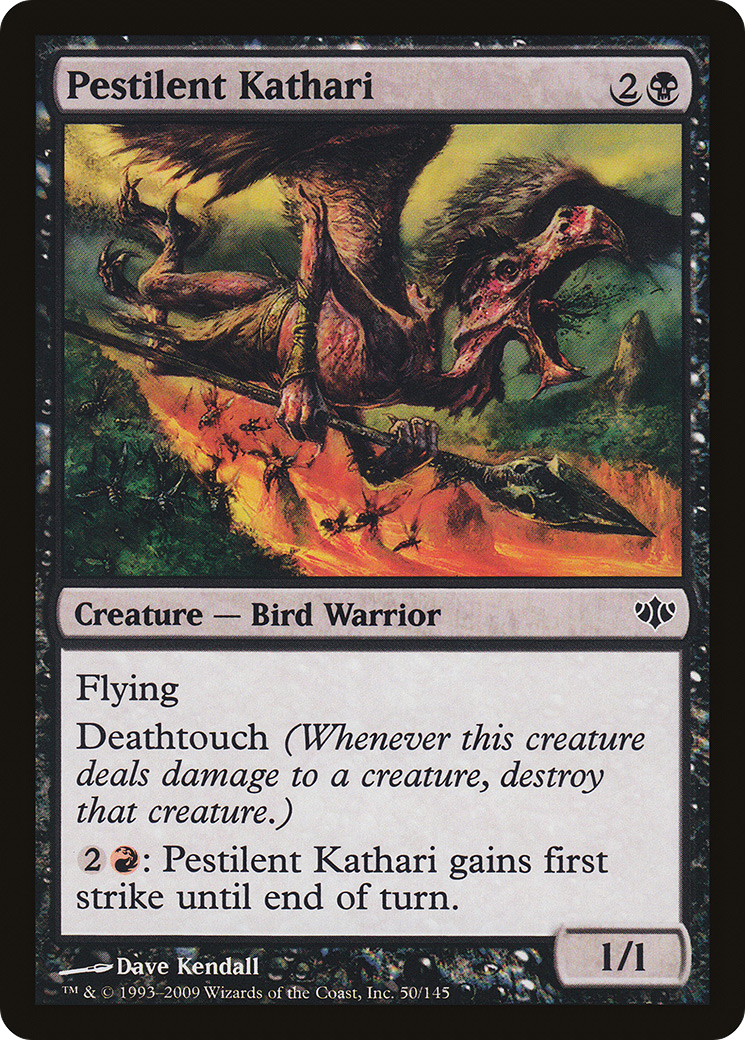 Pestilent Kathari 2
Creature — Bird Warrior
Flying
Deathtouch (Whenever this creature
deals damage to a creature, destroy
that creature.)
2 : Pestilent Kathari gains first
strike until end of turn.
1/1
Dave Kendall
™ & © 1993–2009 Wizards of the Coast, Inc. 50/145